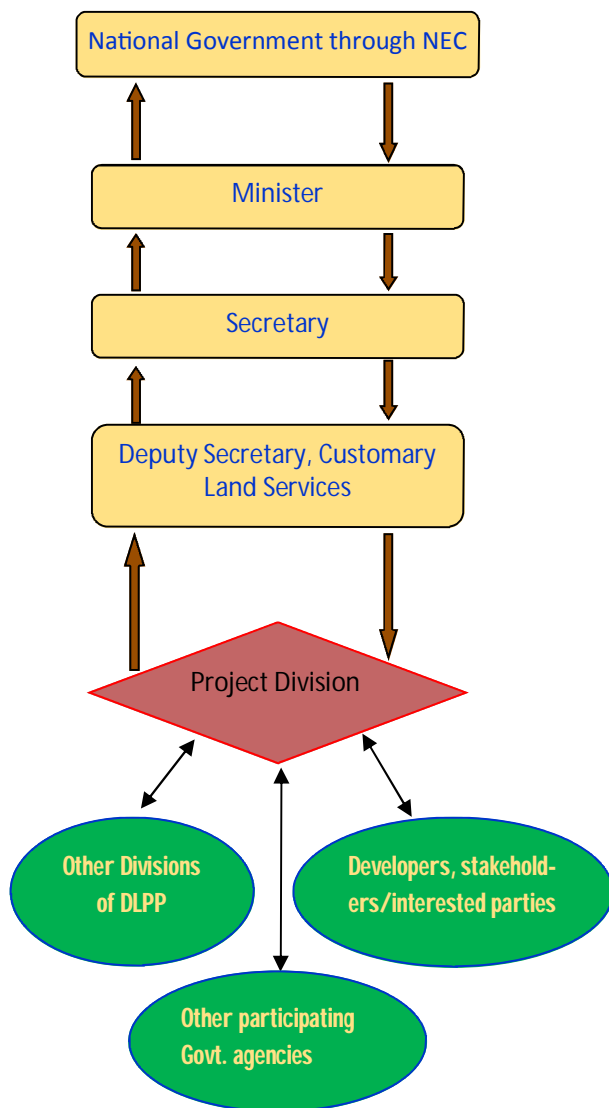 National Government through NEC
Minister
Secretary
Deputy Secretary, Customary
Land Services
Project Division
Other Divisions
of DLPP
Developers, stakehold-
ers/interested parties
Other participating
Govt. agencies